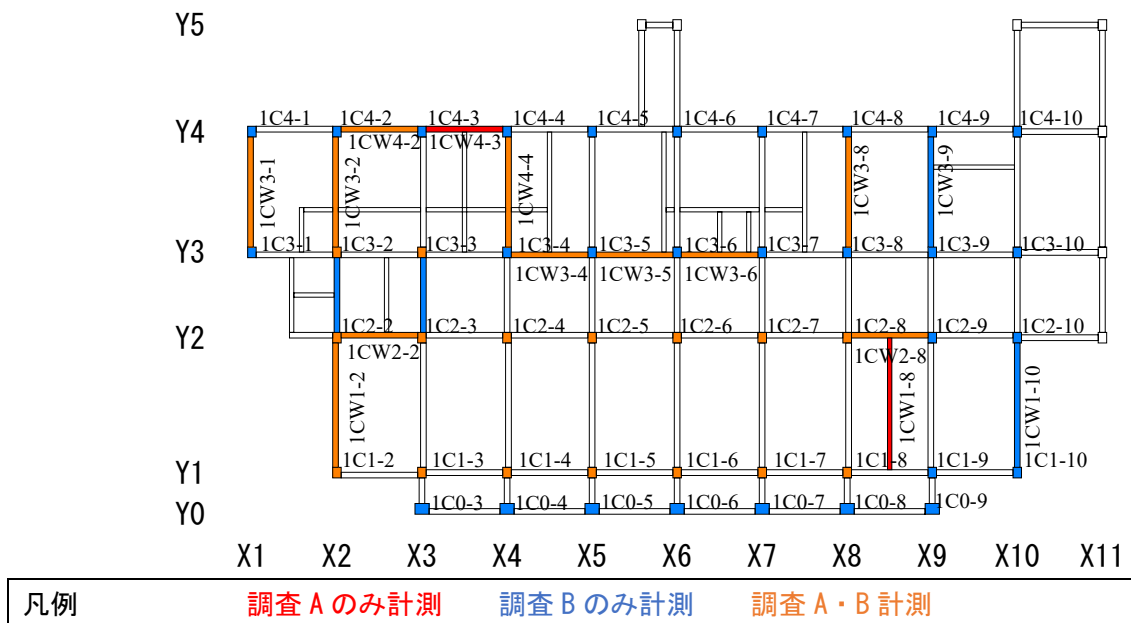 Y5
1C4-1 1C4-2 1C4-3 1C4-4 1C4-5 1C4-6 1C4-7 1C4-8 1C4-9 1C4-10
Y4
1CW4-2 1CW4-3
1CW3-1 1CW3-2 1CW4-4 1CW3-8 1CW3-9
1C3-1 1C3-2 1C3-3 1C3-4 1C3-5 1C3-6 1C3-7 1C3-8 1C3-9 1C3-10
Y3
1CW3-4 1CW3-5 1CW3-6
1C2-2 1C2-3 1C2-4 1C2-5 1C2-6 1C2-7 1C2-8 1C2-9 1C2-10
Y2
1CW2-2 1CW2-8
1CW1-2 1CW1-8 1CW1-10
1C1-2 1C1-3 1C1-4 1C1-5 1C1-6 1C1-7 1C1-8 1C1-9 1C1-10
Y1
1C0-3 1C0-4 1C0-5 1C0-6 1C0-7 1C0-8 1C0-9
Y0
X1 X2 X3 X4 X5 X6 X7 X8 X9 X10 X11
凡例 調査 A のみ計測 調査 B のみ計測 調査 A・B 計測